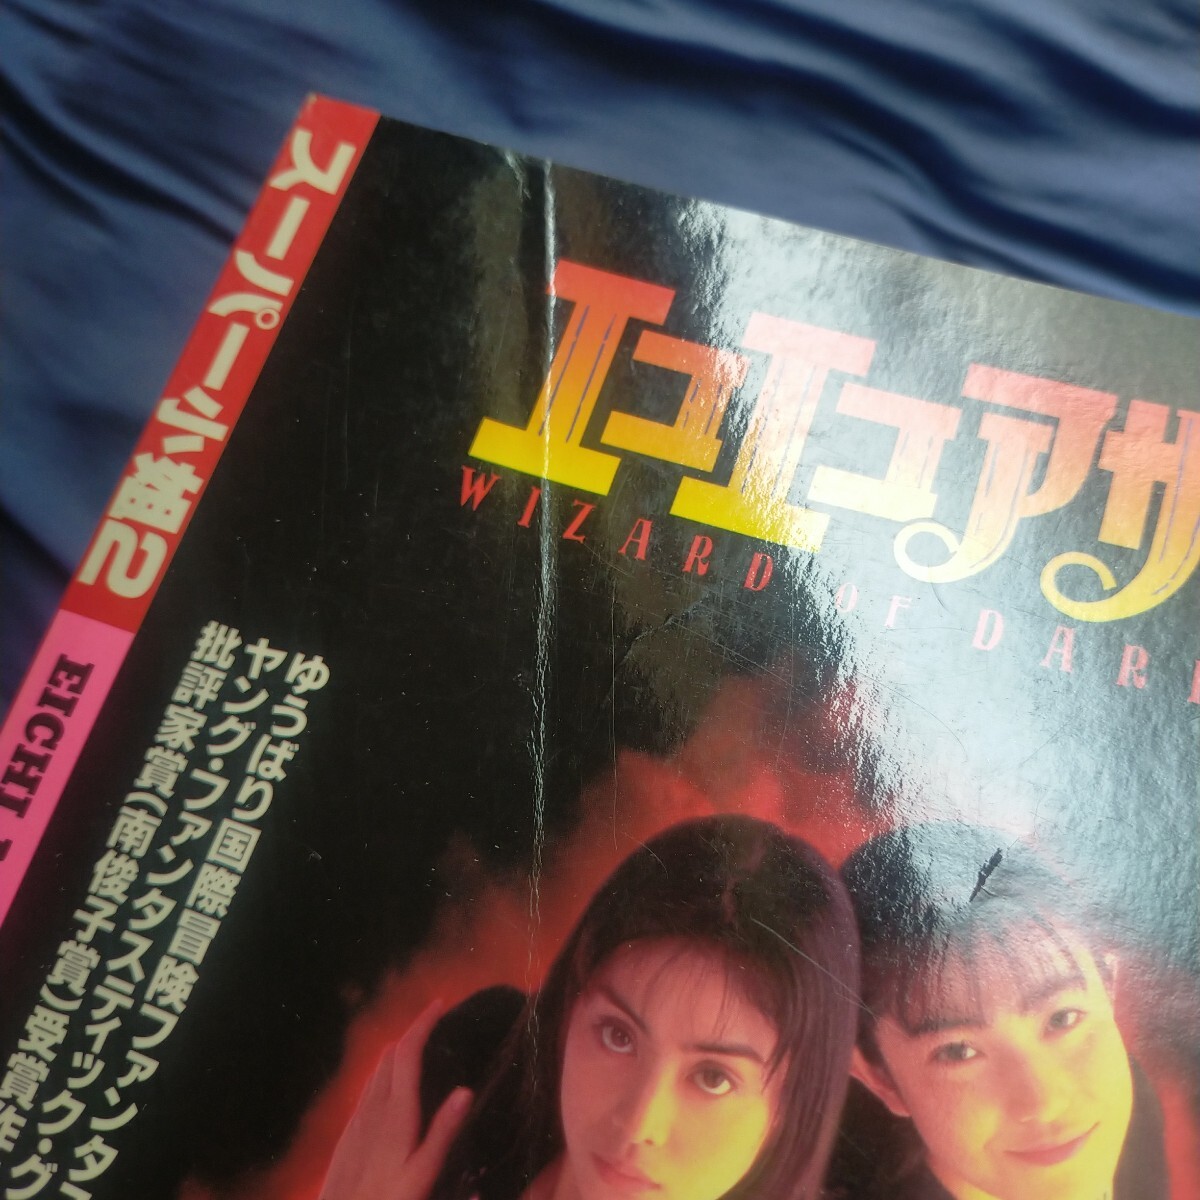 スーパー小姐2
EICHI
エコエコアザ
WIZARD OF DAR
ゆうばり国際冒険ファンタ
ヤング・ファンタスティック・グ
批評家賞(南俊子賞)受賞作